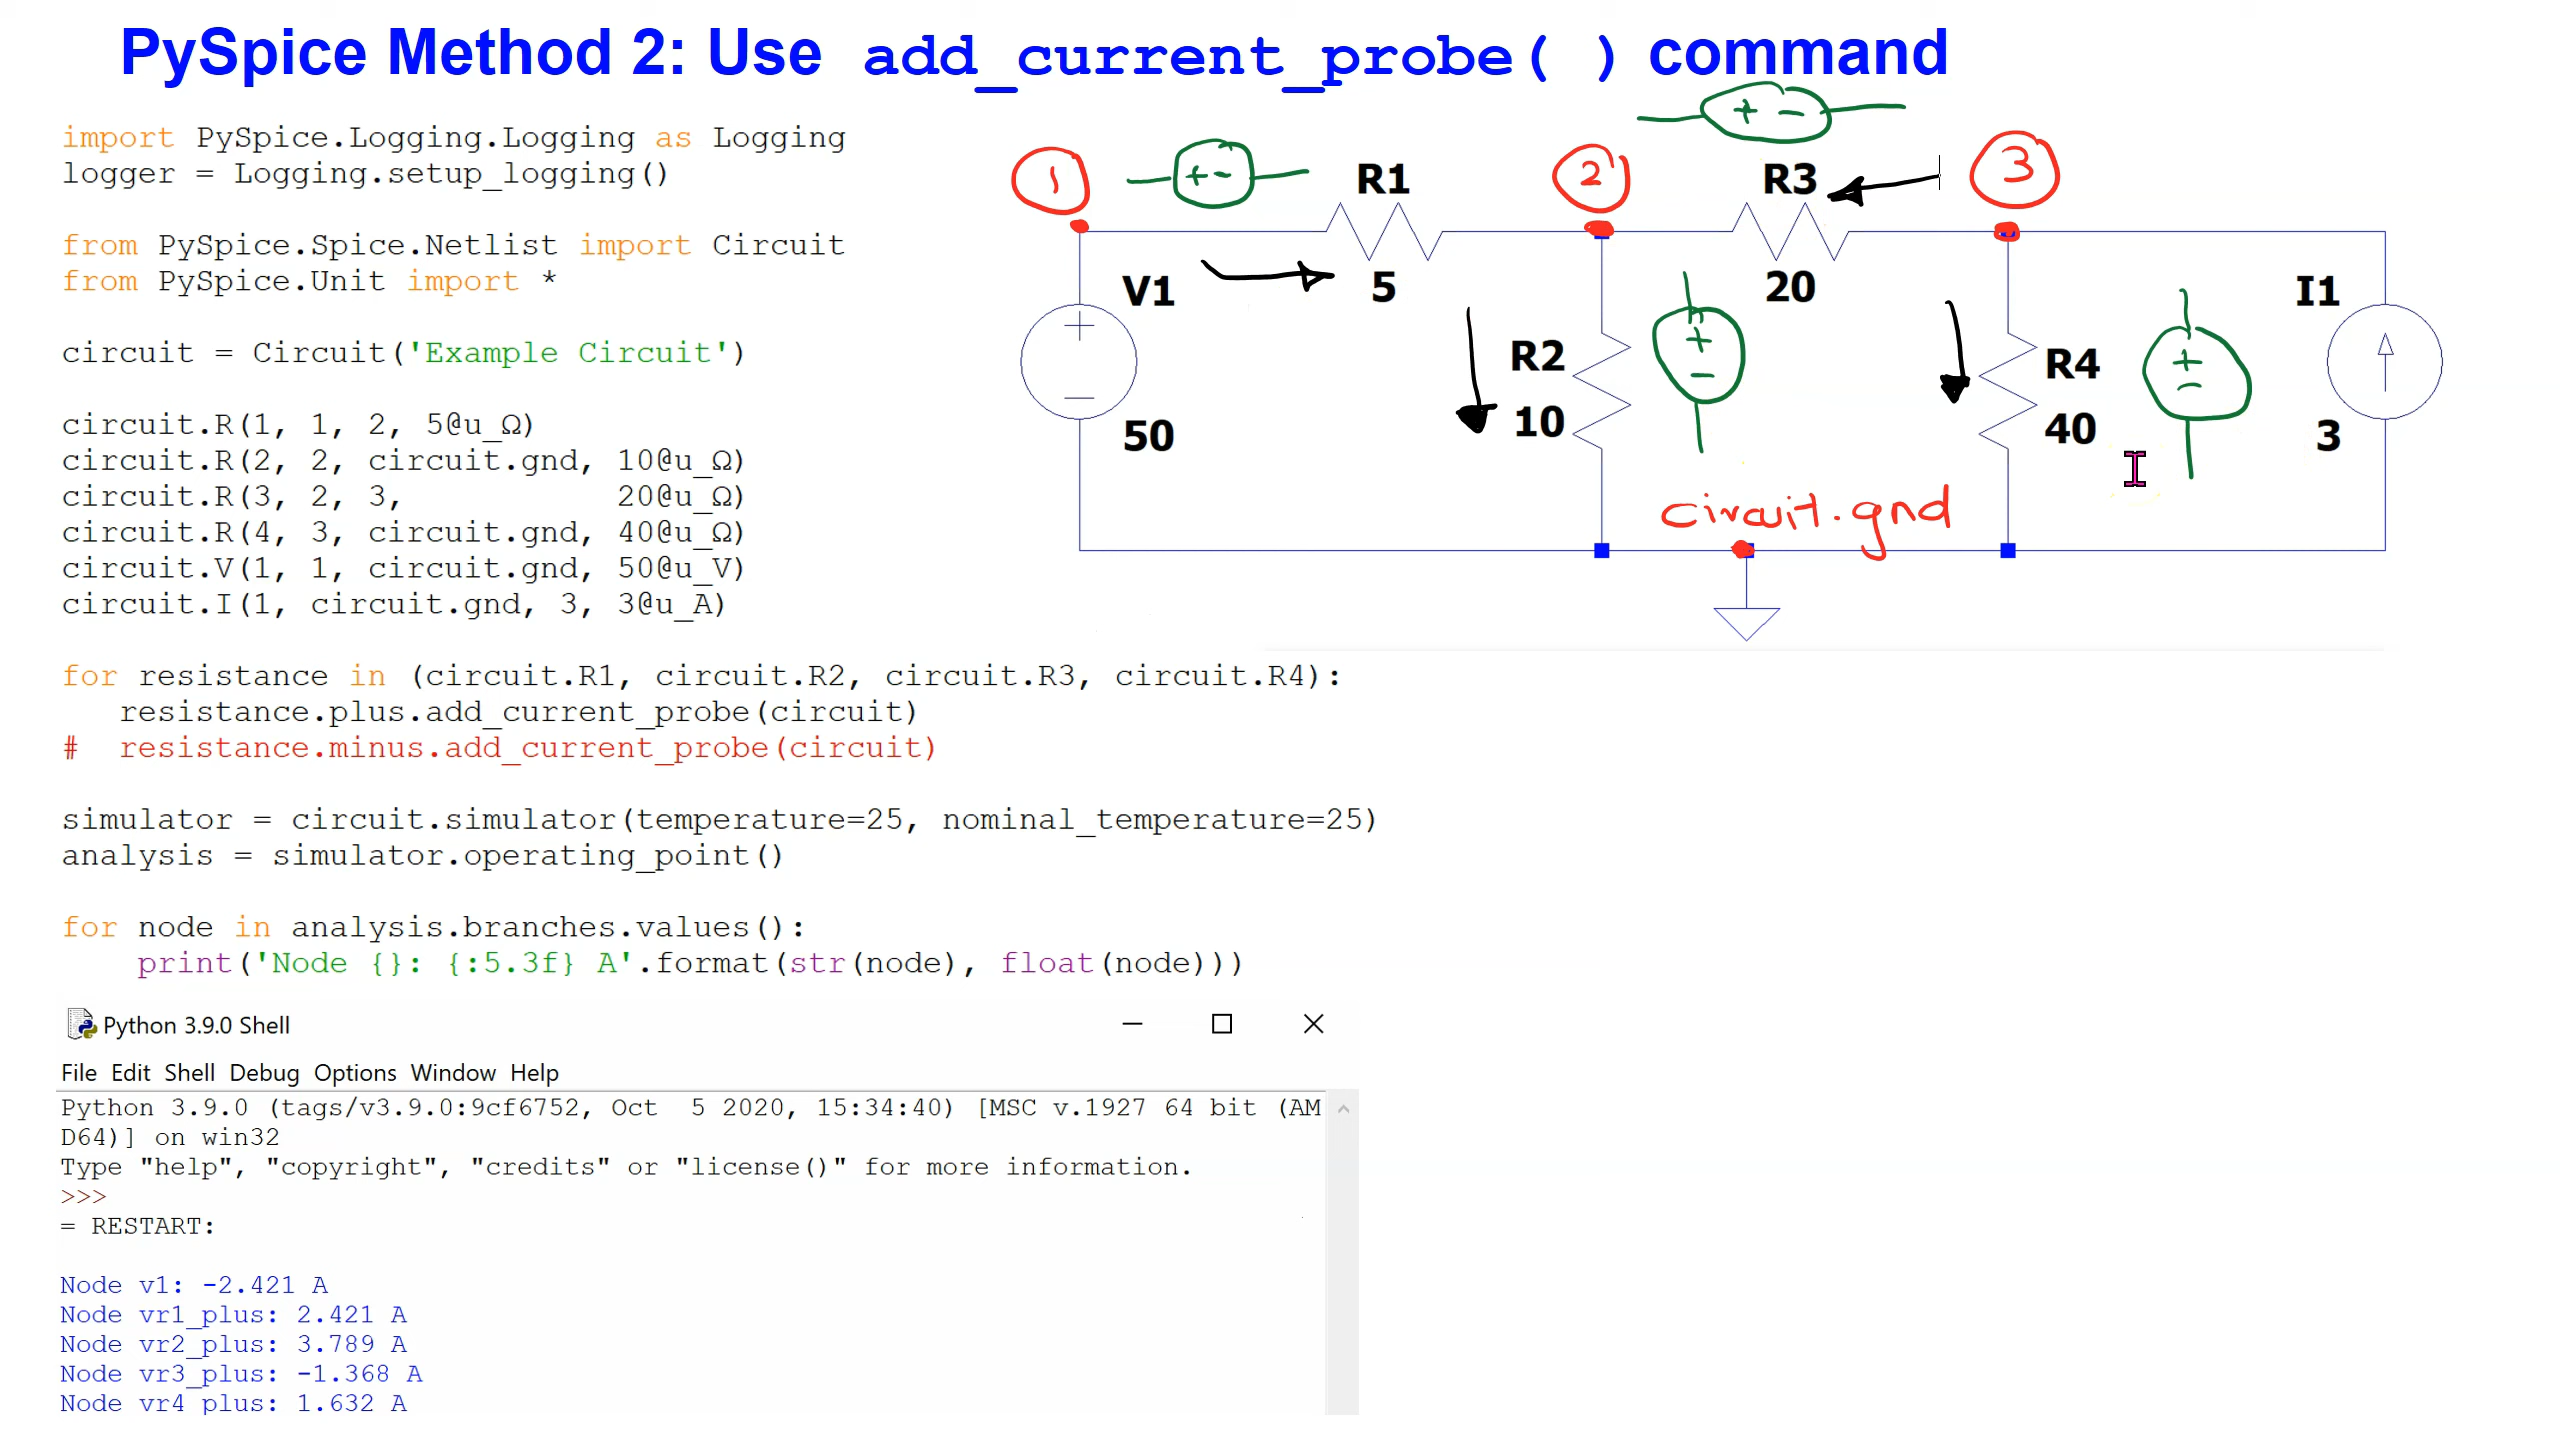 PySpice Method 2: Use add_current_probe( ) command
import PySpice.Logging.Logging as Logging
logger = Logging.setup_logging()
from PySpice.Spice.Netlist import Circuit
from PySpice.Unit import *
circuit = Circuit('Example Circuit')
circuit.R(1, 1, 2, 5@u_Ω)
circuit.R(2, 2, circuit.gnd, 10@u_Ω)
circuit.R(3, 2, 3,           20@u_Ω)
circuit.R(4, 3, circuit.gnd, 40@u_Ω)
circuit.V(1, 1, circuit.gnd, 50@u_V)
circuit.I(1, circuit.gnd, 3, 3@u_A)
for resistance in (circuit.R1, circuit.R2, circuit.R3, circuit.R4):
   resistance.plus.add_current_probe(circuit)
#  resistance.minus.add_current_probe(circuit)
simulator = circuit.simulator(temperature=25, nominal_temperature=25)
analysis = simulator.operating_point()
for node in analysis.branches.values():
    print('Node {}: {:5.3f} A'.format(str(node), float(node)))
1
+ -
R1
5
2
+ -
R3
20
3
V1
+
−
50
R2
10
+
−
R4
40
+
−
I1
3
circuit.gnd
Python 3.9.0 Shell
File Edit Shell Debug Options Window Help
Python 3.9.0 (tags/v3.9.0:9cf6752, Oct  5 2020, 15:34:40) [MSC v.1927 64 bit (AM
D64)] on win32
Type "help", "copyright", "credits" or "license()" for more information.
>>>
= RESTART:
Node v1: -2.421 A
Node vr1_plus: 2.421 A
Node vr2_plus: 3.789 A
Node vr3_plus: -1.368 A
Node vr4_plus: 1.632 A